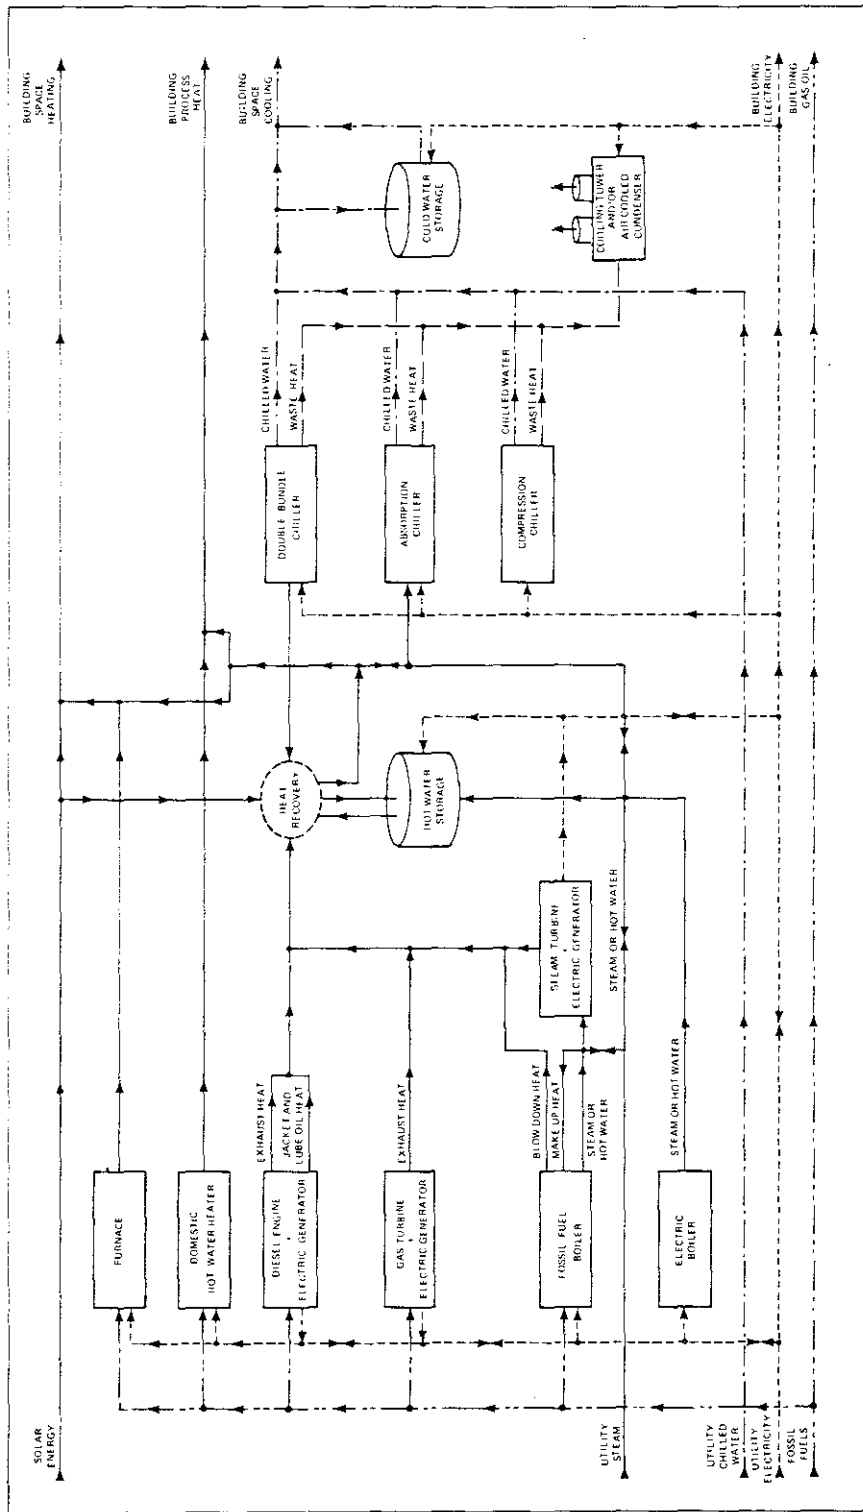 SOLAR
ENERGY
FURNACE
DOMESTIC
HOT WATER HEATER
DIESEL ENGINE
+
ELECTRIC GENERATOR
GAS TURBINE
+
ELECTRIC GENERATOR
FOSSIL FUEL
BOILER
ELECTRIC
BOILER
UTILITY
STEAM
UTILITY CHILLED
WATER
UTILITY
ELECTRICITY
FOSSIL
FUELS
EXHAUST HEAT
JACKET AND
LUBE OIL HEAT
EXHAUST HEAT
BLOW DOWN HEAT
MAKE UP HEAT
STEAM OR
HOT WATER
STEAM OR HOT WATER
STEAM TURBINE
+
ELECTRIC GENERATOR
STEAM OR HOT WATER
HEAT
RECOVERY
HOT WATER
STORAGE
DOUBLE BUNDLE
CHILLER
ABSORPTION
CHILLER
COMPRESSION
CHILLER
CHILLED WATER
WASTE HEAT
CHILLED WATER
WASTE HEAT
CHILLED WATER
WASTE HEAT
COLD WATER
STORAGE
COOLING TOWER
AND/OR
AIR COOLED
CONDENSER
BUILDING
SPACE
HEATING
BUILDING
PROCESS
HEAT
BUILDING
SPACE
COOLING
BUILDING
ELECTRICITY
BUILDING
GAS OIL